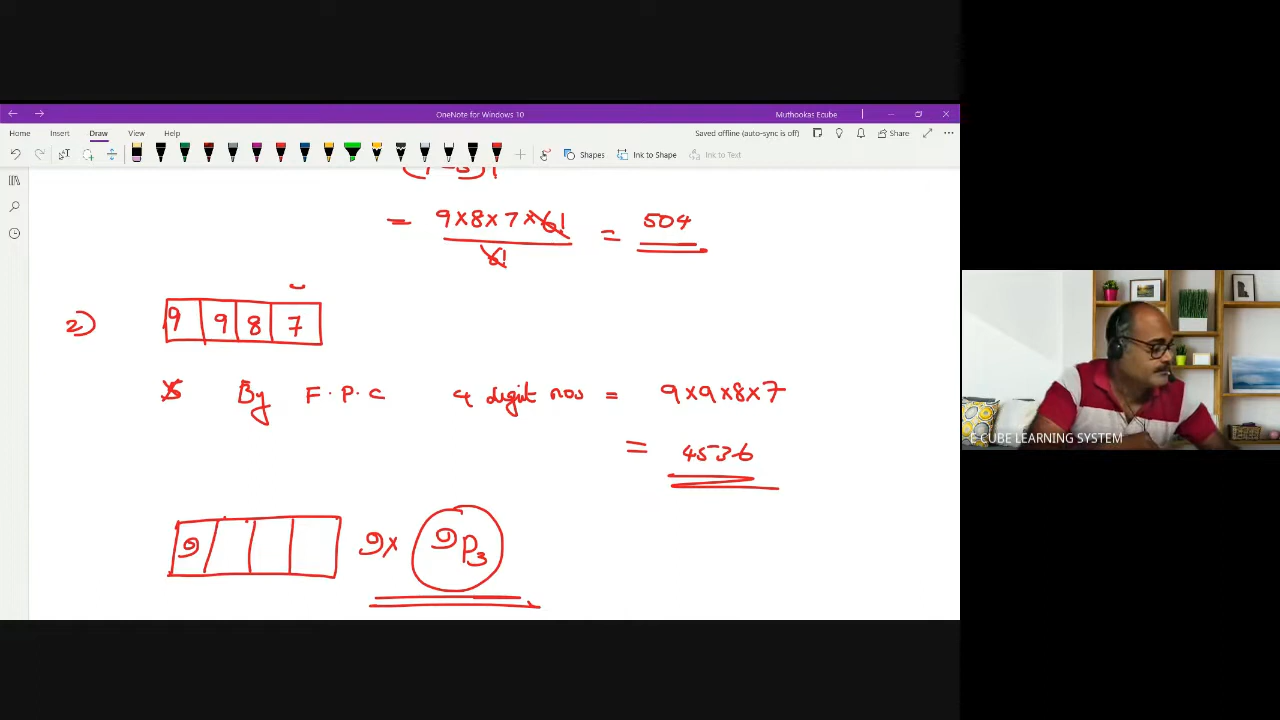 OneNote for Windows 10
Muthookas Ecube
Home Insert Draw View Help
Saved offline (auto-sync is off)
Share
Shapes
Ink to Shape
Ink to Text
= 9×8×7×6! / 6! = 504
2) 9 9 8 7
By F.P.C 4 digit nos = 9×9×8×7
= 4536
9 9× 9P₃
E CUBE LEARNING SYSTEM